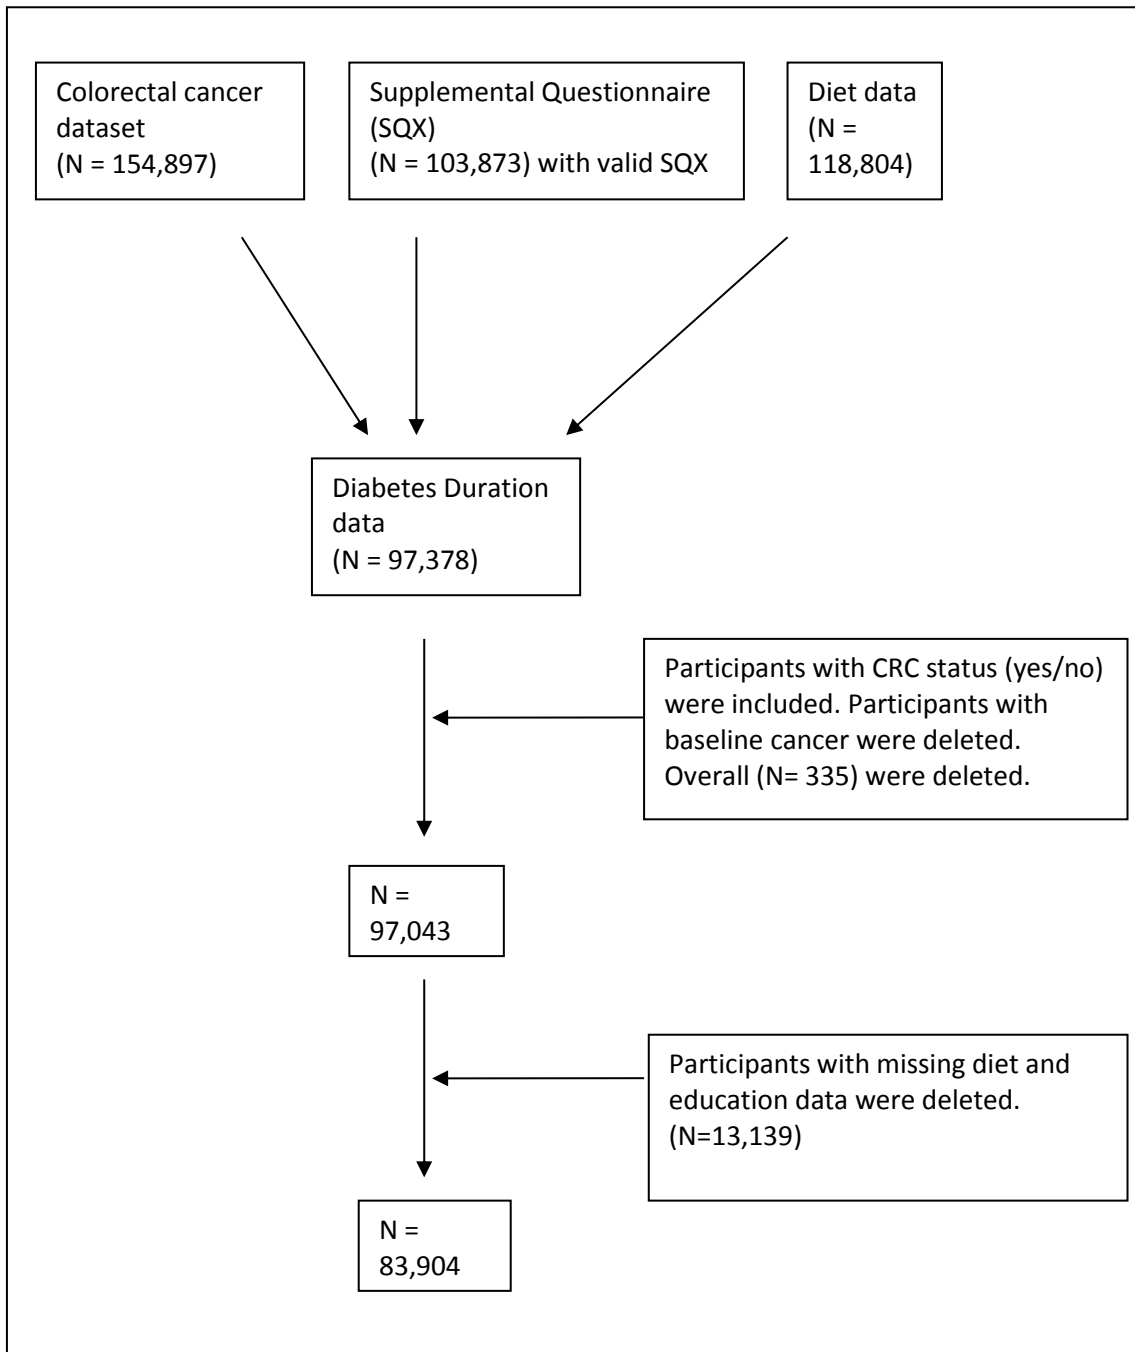 Colorectal cancer
dataset
(N = 154,897)
Supplemental Questionnaire
(SQX)
(N = 103,873) with valid SQX
Diet data
(N =
118,804)
Diabetes Duration
data
(N = 97,378)
Participants with CRC status (yes/no)
were included. Participants with
baseline cancer were deleted.
Overall (N= 335) were deleted.
N =
97,043
Participants with missing diet and
education data were deleted.
(N=13,139)
N =
83,904